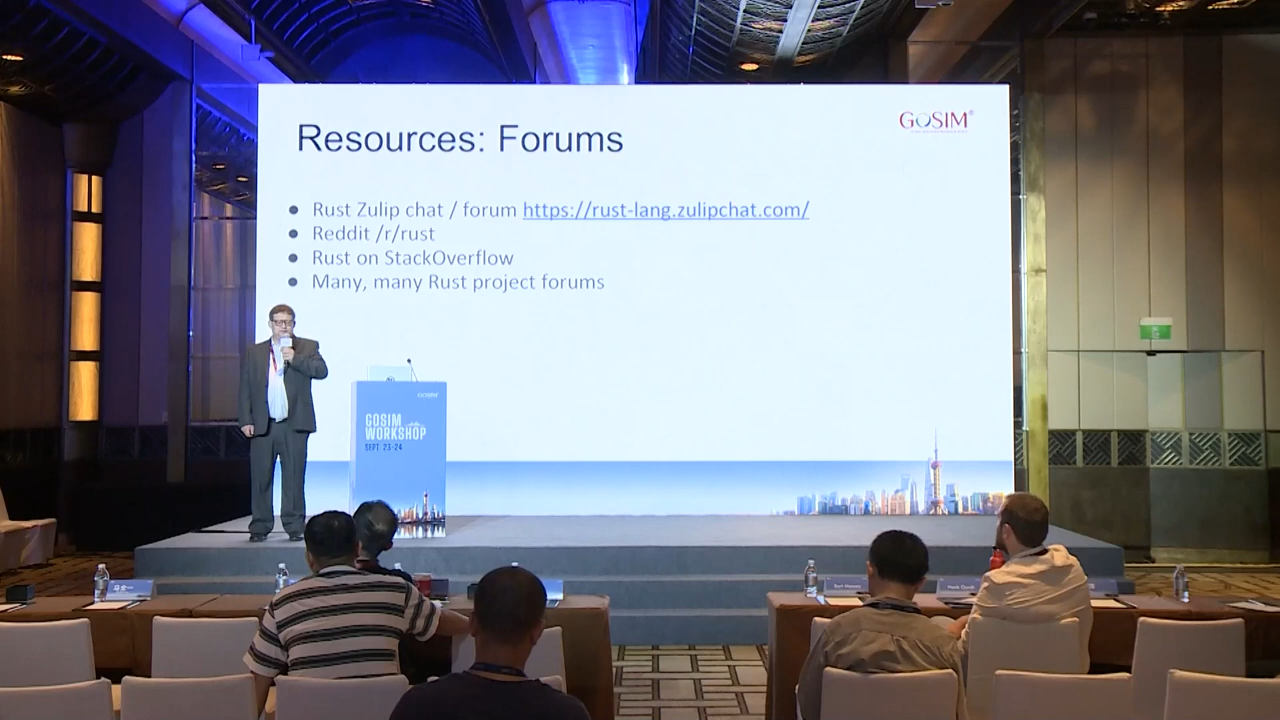 GOSIM®
Resources: Forums
Rust Zulip chat / forum https://rust-lang.zulipchat.com/
Reddit /r/rust
Rust on StackOverflow
Many, many Rust project forums
GOSIM
WORKSHOP
SEPT 23-24